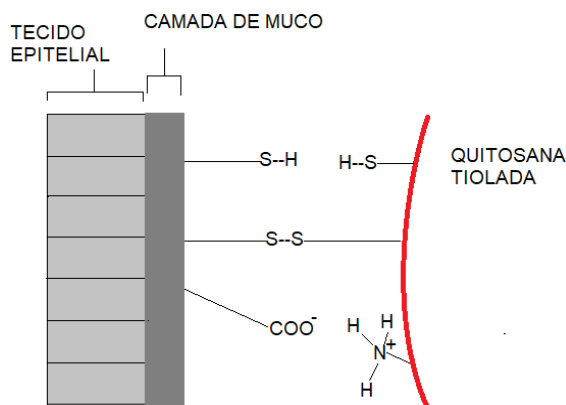 CAMADA DE MUCO
TECIDO
EPITELIAL
S--H
H--S
QUITOSANA
TIOLADA
S--S
COO⁻
H
H
N⁺
H